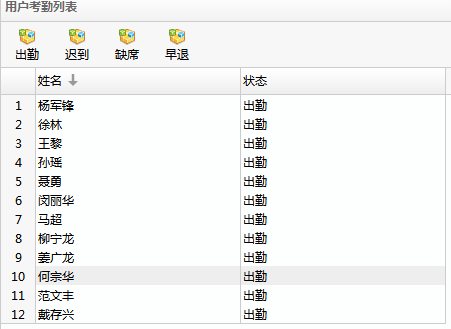 用户考勤列表
出勤 迟到 缺席 早退
姓名 状态
1 杨军锋 出勤
2 徐林 出勤
3 王黎 出勤
4 孙瑶 出勤
5 聂勇 出勤
6 闵丽华 出勤
7 马超 出勤
8 柳宁龙 出勤
9 姜广龙 出勤
10 何宗华 出勤
11 范文丰 出勤
12 戴存兴 出勤